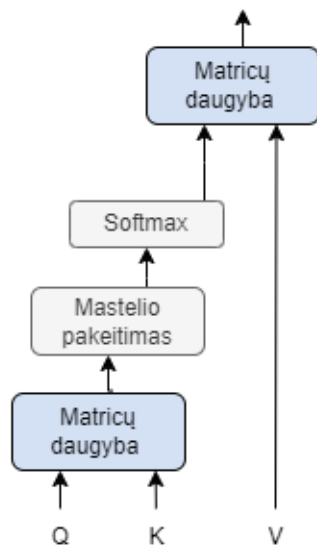 Matricų
daugyba
Softmax
Mastelio
pakeitimas
Matricų
daugyba
Q K V